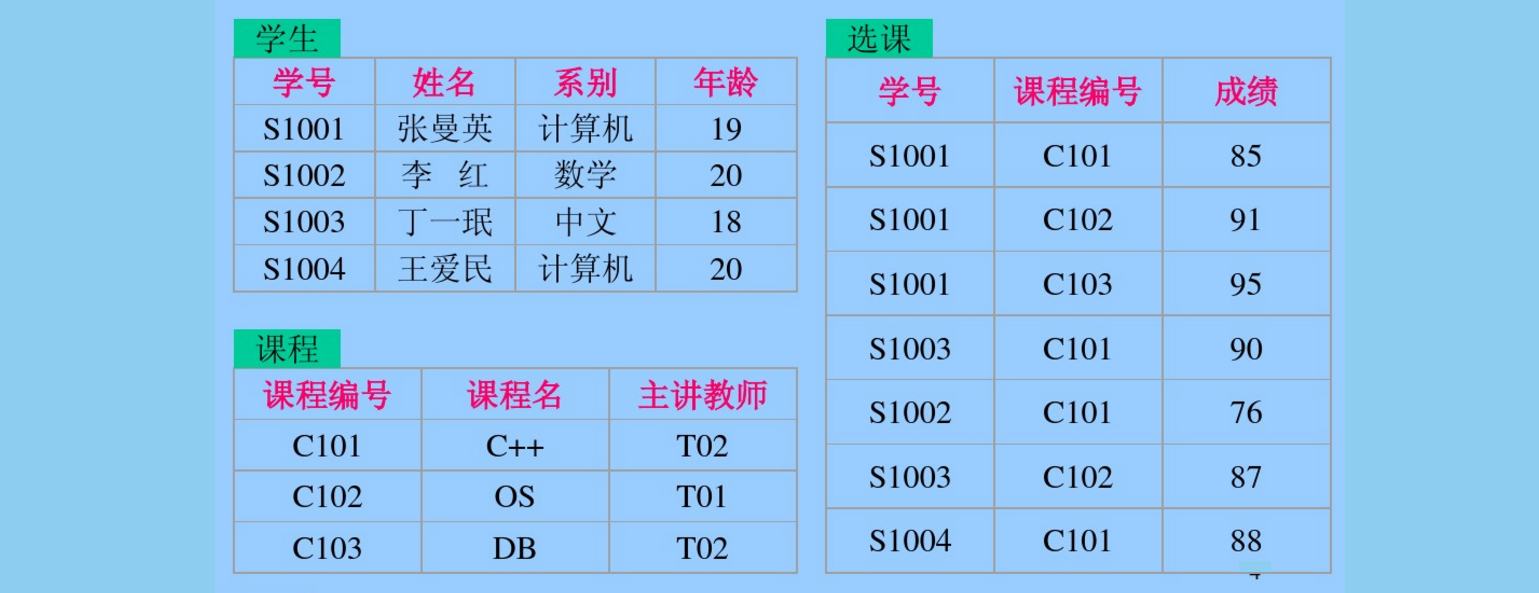 学生
学号 姓名 系别 年龄
S1001 张曼英 计算机 19
S1002 李 红 数学 20
S1003 丁一珉 中文 18
S1004 王爱民 计算机 20
课程
课程编号 课程名 主讲教师
C101 C++ T02
C102 OS T01
C103 DB T02
选课
学号 课程编号 成绩
S1001 C101 85
S1001 C102 91
S1001 C103 95
S1003 C101 90
S1002 C101 76
S1003 C102 87
S1004 C101 88
4